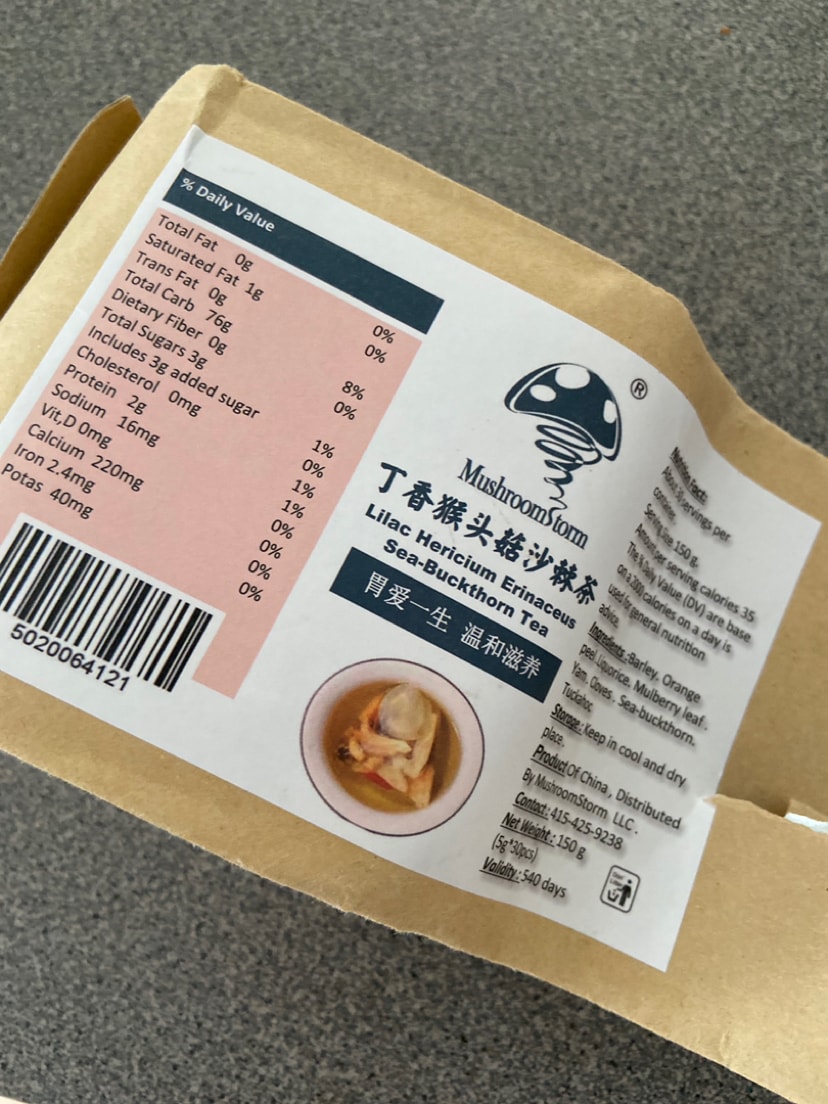 % Daily Value
Total Fat 0g 0%
Saturated Fat 1g 0%
Trans Fat 0g
Total Carb 76g 8%
Dietary Fiber 0g 0%
Total Sugars 3g
Includes 3g added sugar 1%
Cholesterol 0mg 0%
Protein 2g 1%
Sodium 16mg 1%
Vit,D 0mg 0%
Calcium 220mg 0%
Iron 2.4mg 0%
Potas 40mg 0%
5020064121
®
MushroomStorm
丁香猴头菇沙棘茶
Lilac Hericium Erinaceus
Sea-Buckthorn Tea
胃爱一生 温和滋养
Nutrition Facts:
About 30 servings per
container.
Serving size 150 g.
Amount per serving calories 35
The % Daily Value (DV) are base
on a 2000 calories on a day is
used for general nutrition
advice.
Ingredients: Barley, Orange
peel, Liquorice, Mulberry leaf,
Yam, Cloves, Sea-buckthorn,
Tuckahoe.
Storage: Keep in cool and dry
place.
Product Of China, Distributed
By MushroomStorm LLC.
Contact: 415-425-9238
Net Weight: 150 g
(5g*30pcs)
Validity: 540 days